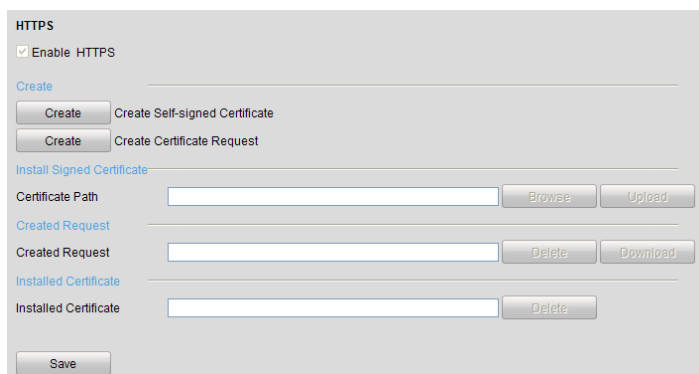 HTTPS
Enable HTTPS
Create
Create Create Self-signed Certificate
Create Create Certificate Request
Install Signed Certificate
Certificate Path Browse Upload
Created Request
Created Request Delete Download
Installed Certificate
Installed Certificate Delete
Save